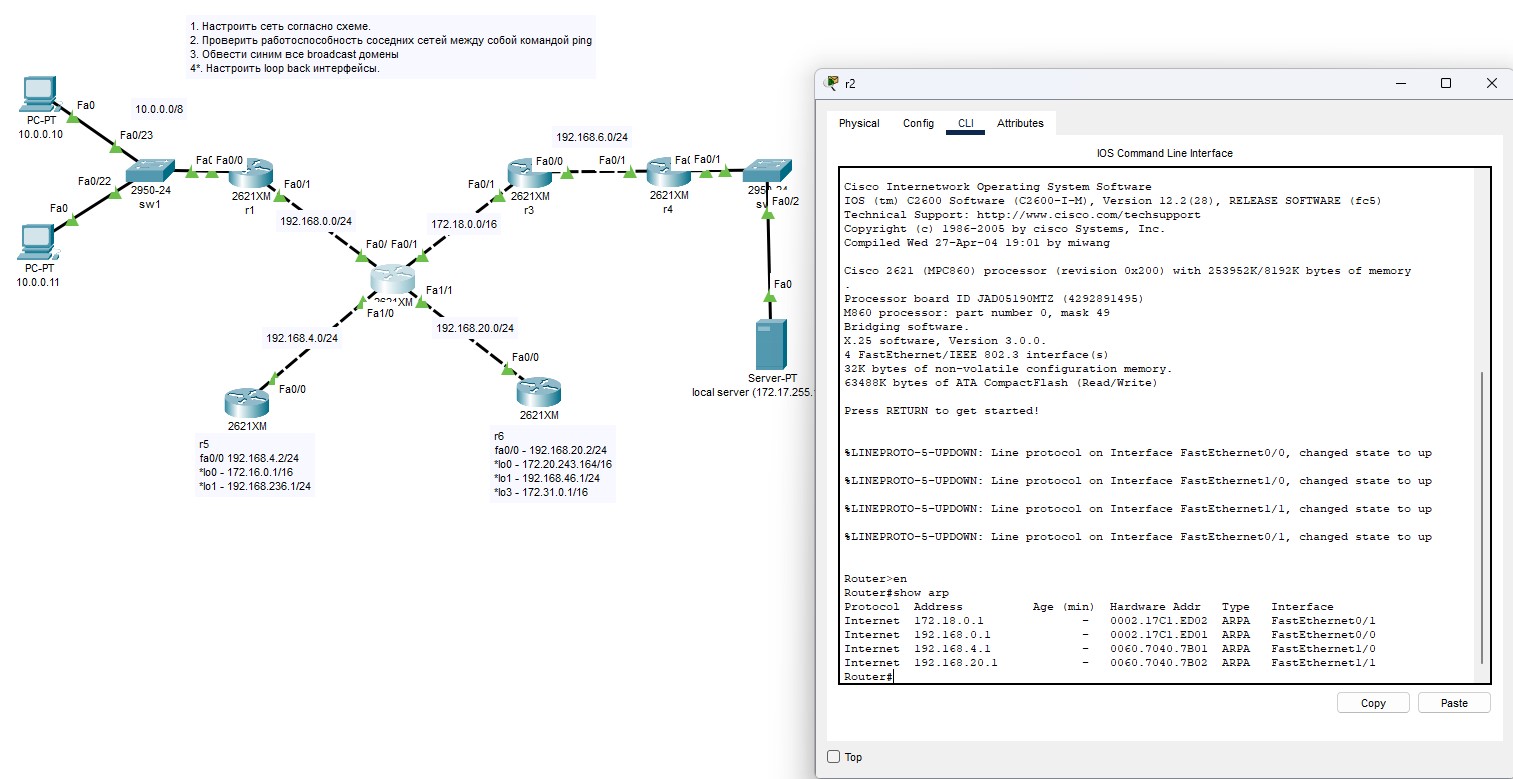 1. Настроить сеть согласно схеме.
2. Проверить работоспособность соседних сетей между собой командой ping
3. Обвести синим все broadcast домены
4*. Настроить loop back интерфейсы.
Fa0
10.0.0.0/8
PC-PT
10.0.0.10
Fa0/23
Fa0/22
Fa0
PC-PT
10.0.0.11
2950-24
sw1
Fa0/0
2621XM
r1
Fa0/1
192.168.0.0/24
192.168.6.0/24
Fa0/0
Fa0/1
Fa0/1
2621XM
r3
172.18.0.0/16
2621XM
r4
Fa0/1
Fa0/2
Fa0/1
2621XM
Fa1/0
Fa1/1
192.168.4.0/24
192.168.20.0/24
Fa0/0
Fa0/0
Fa0
Server-PT
local server (172.17.255.
2621XM
2621XM
r5
fa0/0 192.168.4.2/24
*lo0 - 172.16.0.1/16
*lo1 - 192.168.236.1/24
r6
fa0/0 - 192.168.20.2/24
*lo0 - 172.20.243.164/16
*lo1 - 192.168.46.1/24
*lo3 - 172.31.0.1/16
r2
Physical Config CLI Attributes
IOS Command Line Interface
Cisco Internetwork Operating System Software
IOS (tm) C2600 Software (C2600-I-M), Version 12.2(28), RELEASE SOFTWARE (fc5)
Technical Support: http://www.cisco.com/techsupport
Copyright (c) 1986-2005 by cisco Systems, Inc.
Compiled Wed 27-Apr-04 19:01 by miwang
Cisco 2621 (MPC860) processor (revision 0x200) with 253952K/8192K bytes of memory
.
Processor board ID JAD05190MTZ (4292891495)
M860 processor: part number 0, mask 49
Bridging software.
X.25 software, Version 3.0.0.
4 FastEthernet/IEEE 802.3 interface(s)
32K bytes of non-volatile configuration memory.
63488K bytes of ATA CompactFlash (Read/Write)
Press RETURN to get started!
%LINEPROTO-5-UPDOWN: Line protocol on Interface FastEthernet0/0, changed state to up
%LINEPROTO-5-UPDOWN: Line protocol on Interface FastEthernet1/0, changed state to up
%LINEPROTO-5-UPDOWN: Line protocol on Interface FastEthernet1/1, changed state to up
%LINEPROTO-5-UPDOWN: Line protocol on Interface FastEthernet0/1, changed state to up
Router>en
Router#show arp
Protocol Address Age (min) Hardware Addr Type Interface
Internet 172.18.0.1 - 0002.17C1.ED02 ARPA FastEthernet0/1
Internet 192.168.0.1 - 0002.17C1.ED01 ARPA FastEthernet0/0
Internet 192.168.4.1 - 0060.7040.7B01 ARPA FastEthernet1/0
Internet 192.168.20.1 - 0060.7040.7B02 ARPA FastEthernet1/1
Router#
Copy Paste
Top